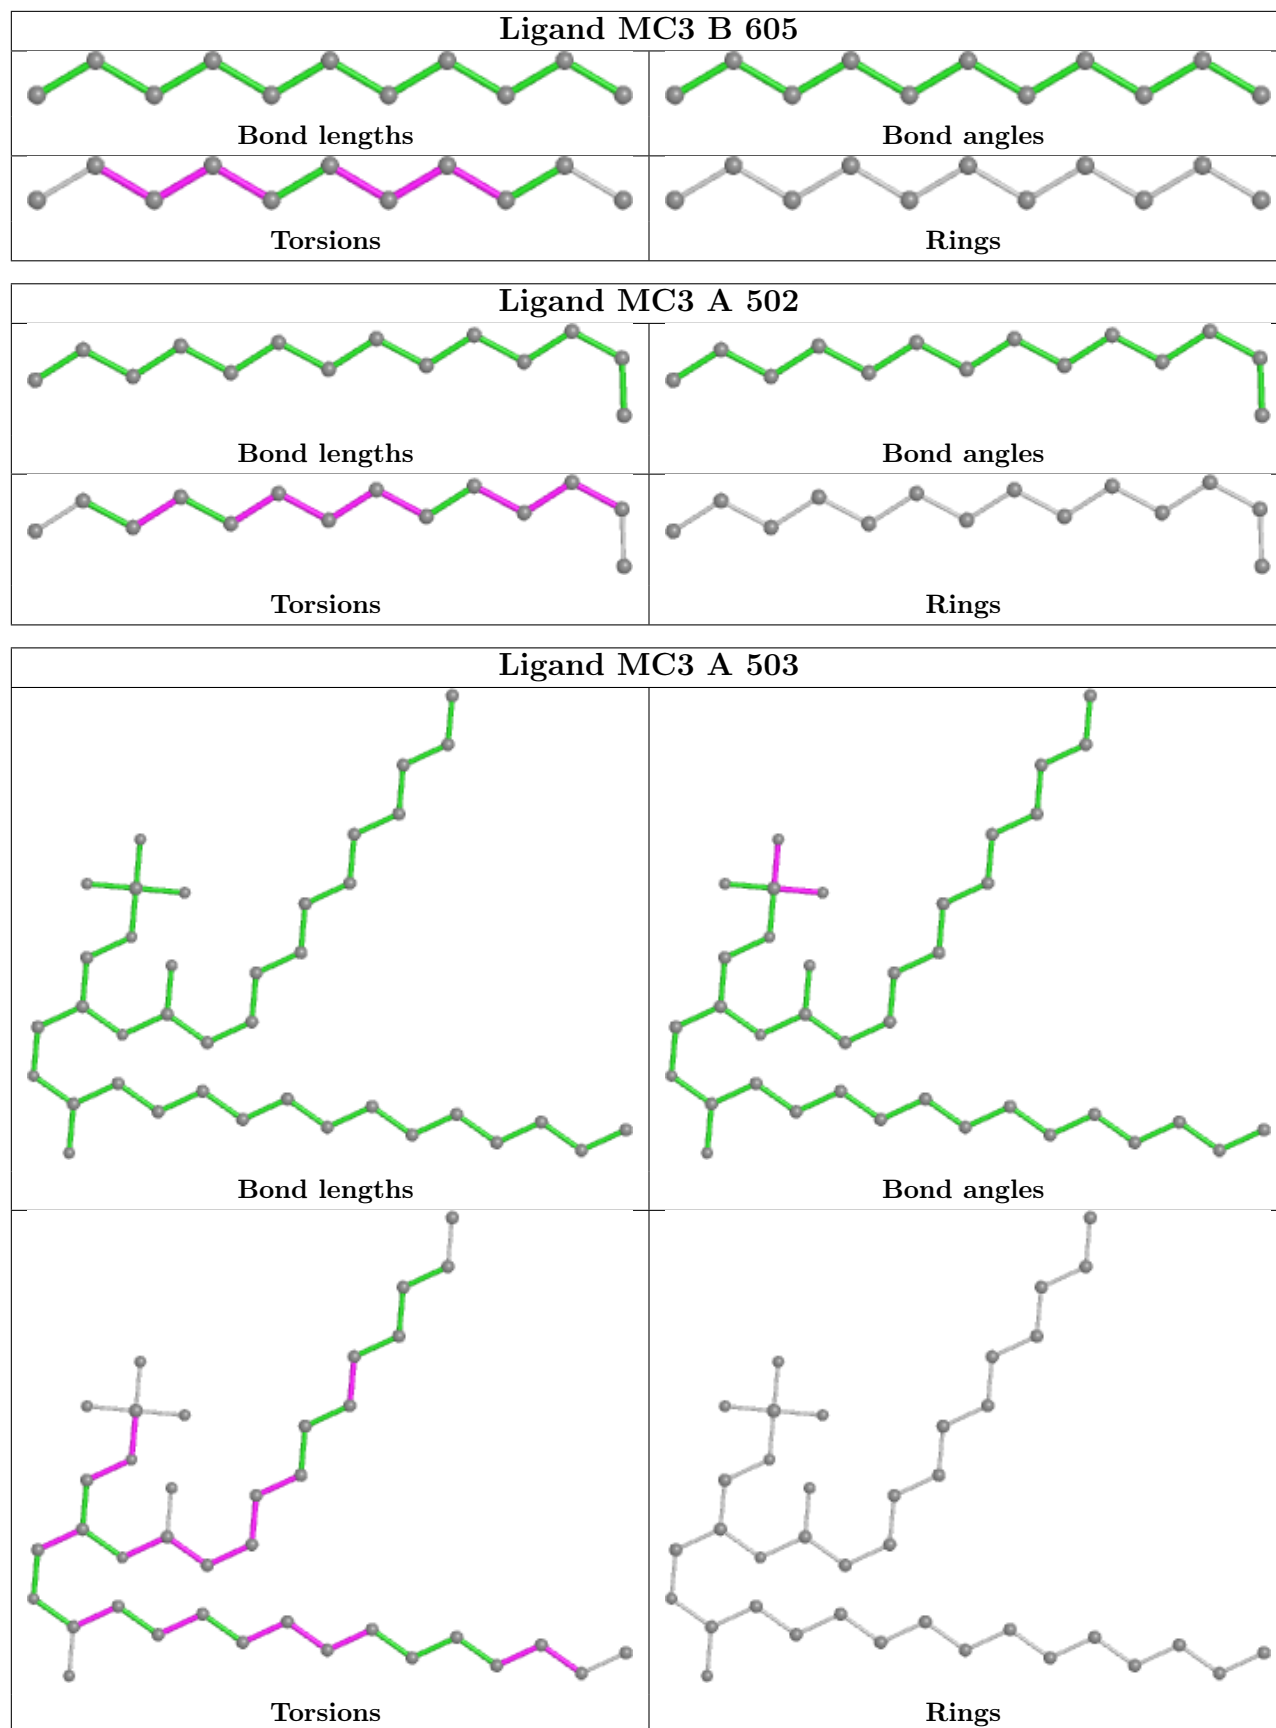 Ligand MC3 B 605
Bond lengths
Bond angles
Torsions
Rings
Ligand MC3 A 502
Bond lengths
Bond angles
Torsions
Rings
Ligand MC3 A 503
Bond lengths
Bond angles
Torsions
Rings